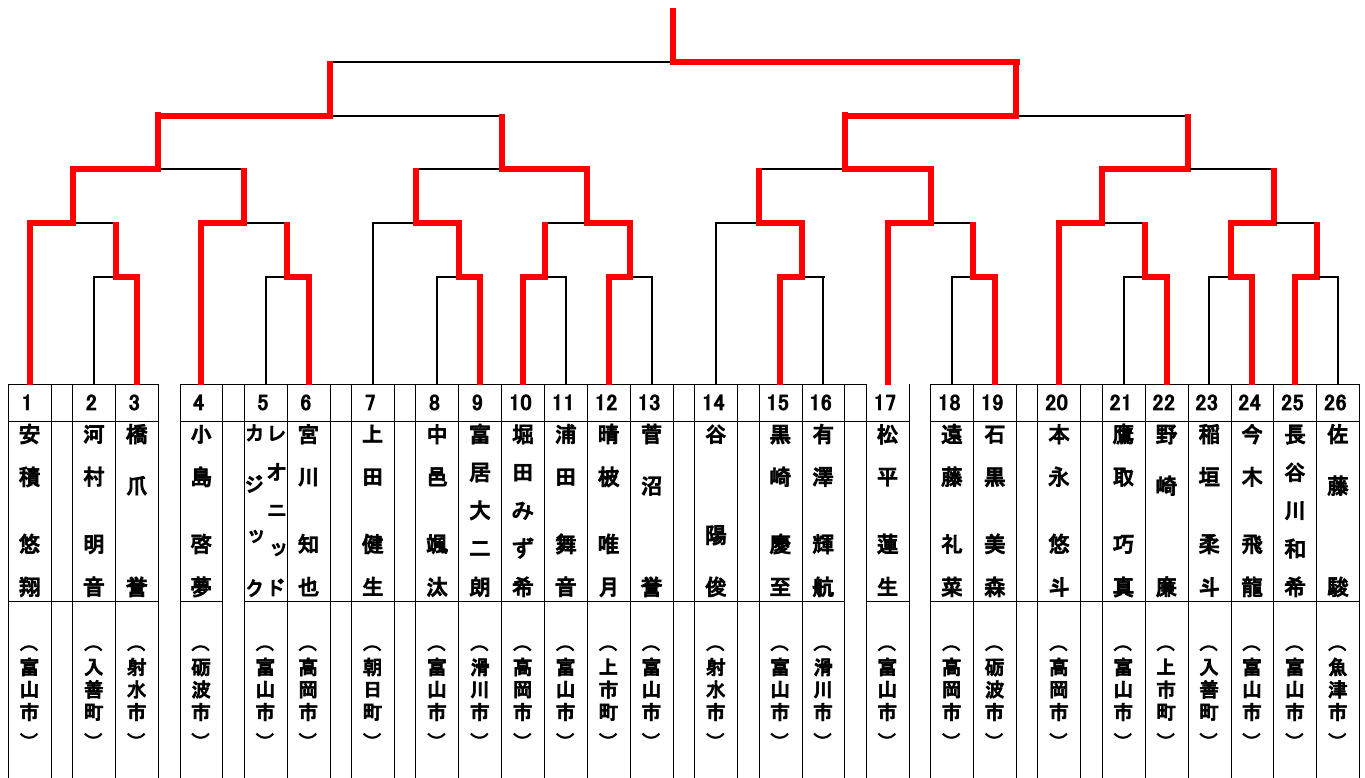 1
安積悠翔
（富山市）
2
河村明音
（入善町）
3
橋爪誉
（射水市）
4
小島啓夢
（砺波市）
5
レオニッド
カジック
（富山市）
6
宮川知也
（高岡市）
7
上田健生
（朝日町）
8
中邑颯汰
（富山市）
9
富居大二朗
（滑川市）
10
堀田みず希
（高岡市）
11
浦田舞音
（富山市）
12
晴柀唯月
（上市町）
13
菅沼誉
（富山市）
14
谷陽俊
（射水市）
15
黒崎慶至
（富山市）
16
有澤輝航
（滑川市）
17
松平蓮生
（富山市）
18
遠藤礼菜
（高岡市）
19
石黒美森
（砺波市）
20
本永悠斗
（高岡市）
21
鷹取巧真
（富山市）
22
野崎廉
（上市町）
23
稲垣柔斗
（入善町）
24
今木飛龍
（富山市）
25
長谷川和希
（富山市）
26
佐藤駿
（魚津市）